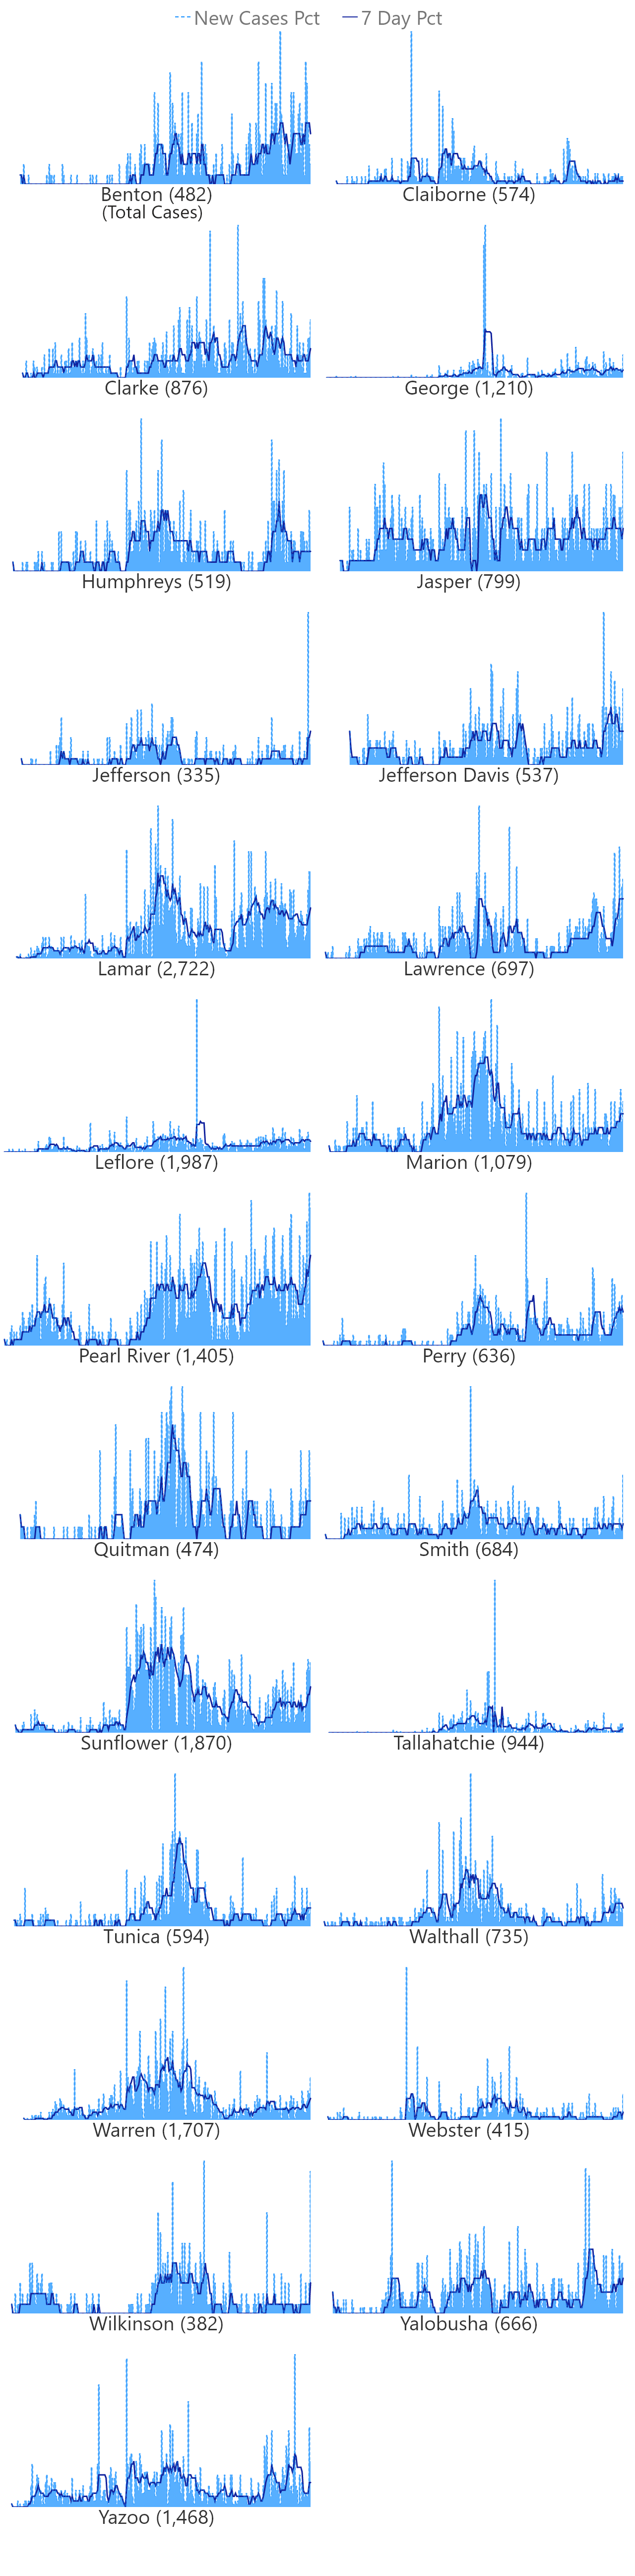 New Cases Pct 7 Day Pct
Benton (482) Claiborne (574)
(Total Cases)
Clarke (876) George (1,210)
Humphreys (519) Jasper (799)
Jefferson (335) Jefferson Davis (537)
Lamar (2,722) Lawrence (697)
Leflore (1,987) Marion (1,079)
Pearl River (1,405) Perry (636)
Quitman (474) Smith (684)
Sunflower (1,870) Tallahatchie (944)
Tunica (594) Walthall (735)
Warren (1,707) Webster (415)
Wilkinson (382) Yalobusha (666)
Yazoo (1,468)